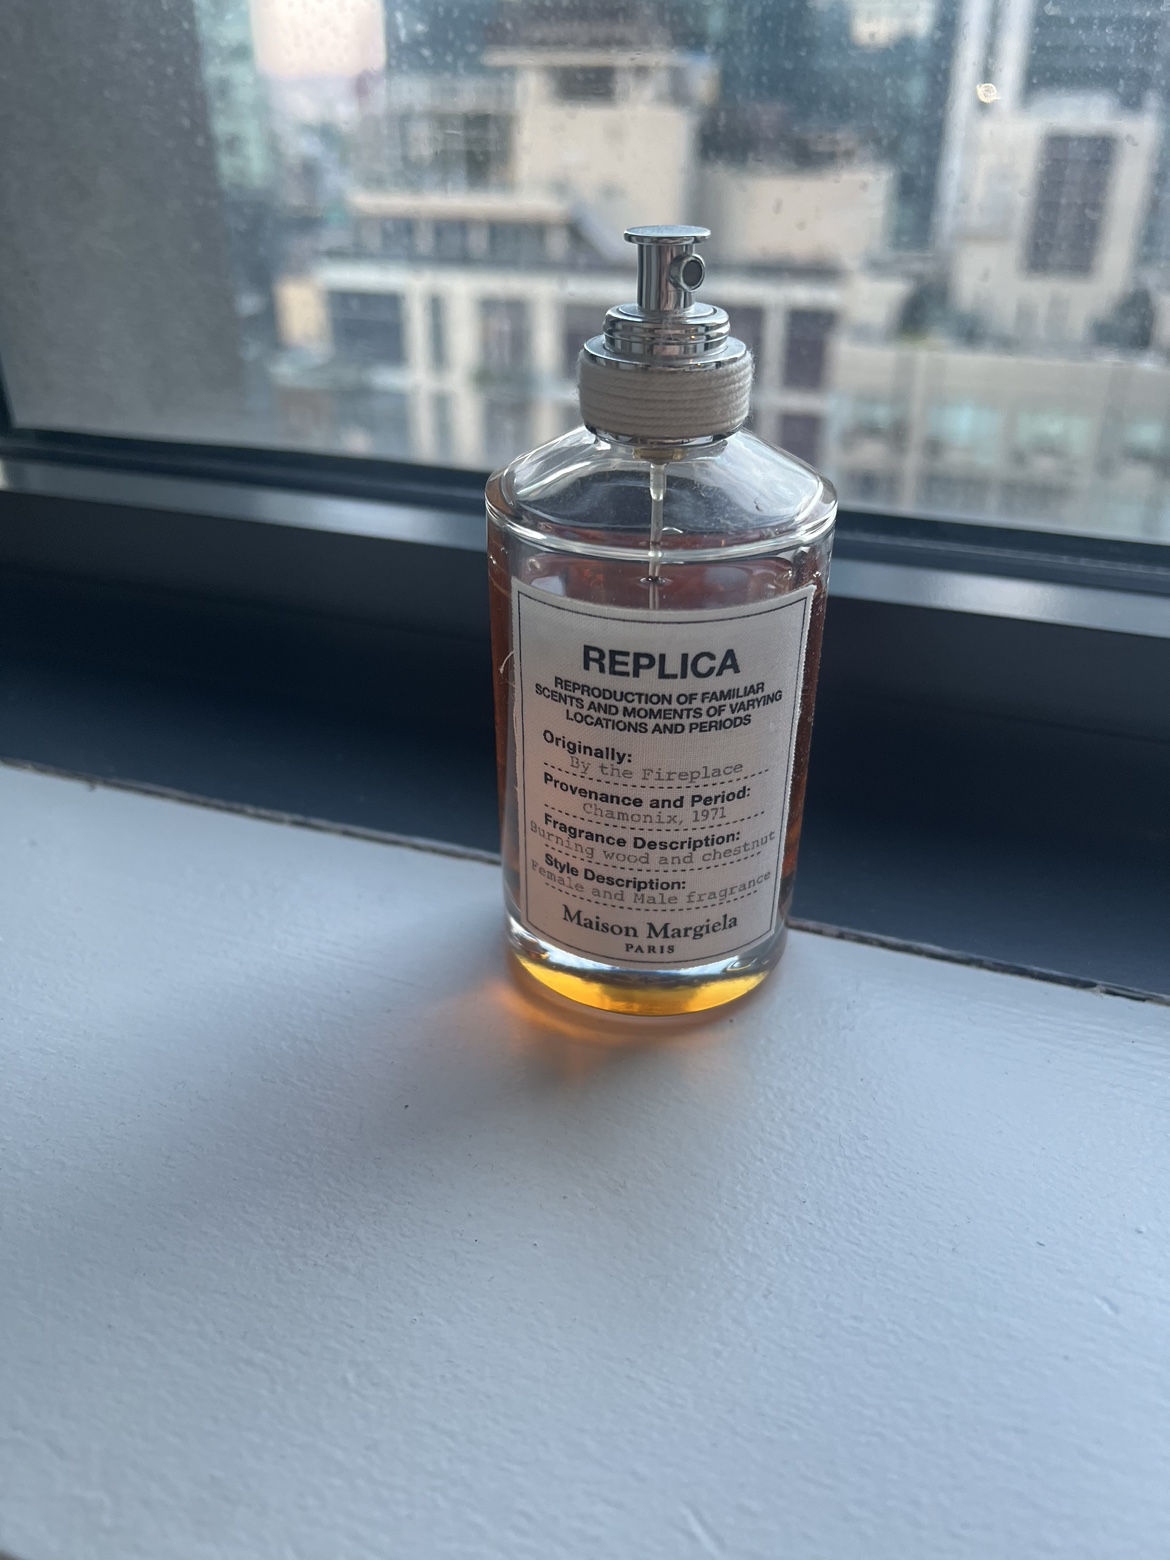 REPLICA
REPRODUCTION OF FAMILIAR
SCENTS AND MOMENTS OF VARYING
LOCATIONS AND PERIODS
Originally:
By the Fireplace
Provenance and Period:
Chamonix, 1971
Fragrance Description:
Burning wood and chestnut
Style Description:
Female and Male fragrance
Maison Margiela
PARIS